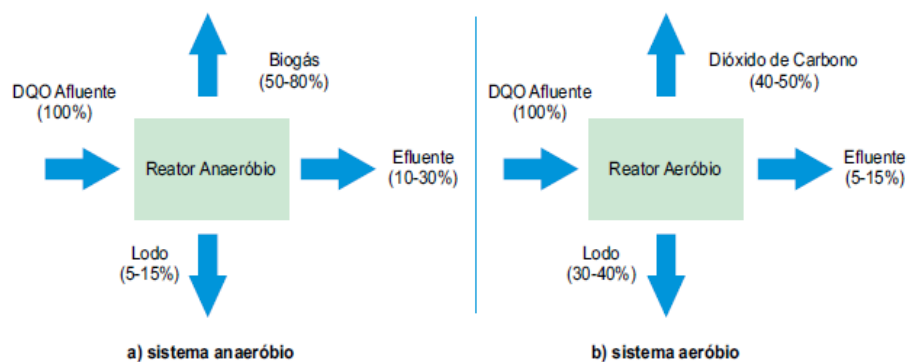 Biogás
(50-80%)
DQO Afluente
(100%)
Reator Anaeróbio
Efluente
(10-30%)
Lodo
(5-15%)
a) sistema anaeróbio
Dióxido de Carbono
(40-50%)
DQO Afluente
(100%)
Reator Aeróbio
Efluente
(5-15%)
Lodo
(30-40%)
b) sistema aeróbio